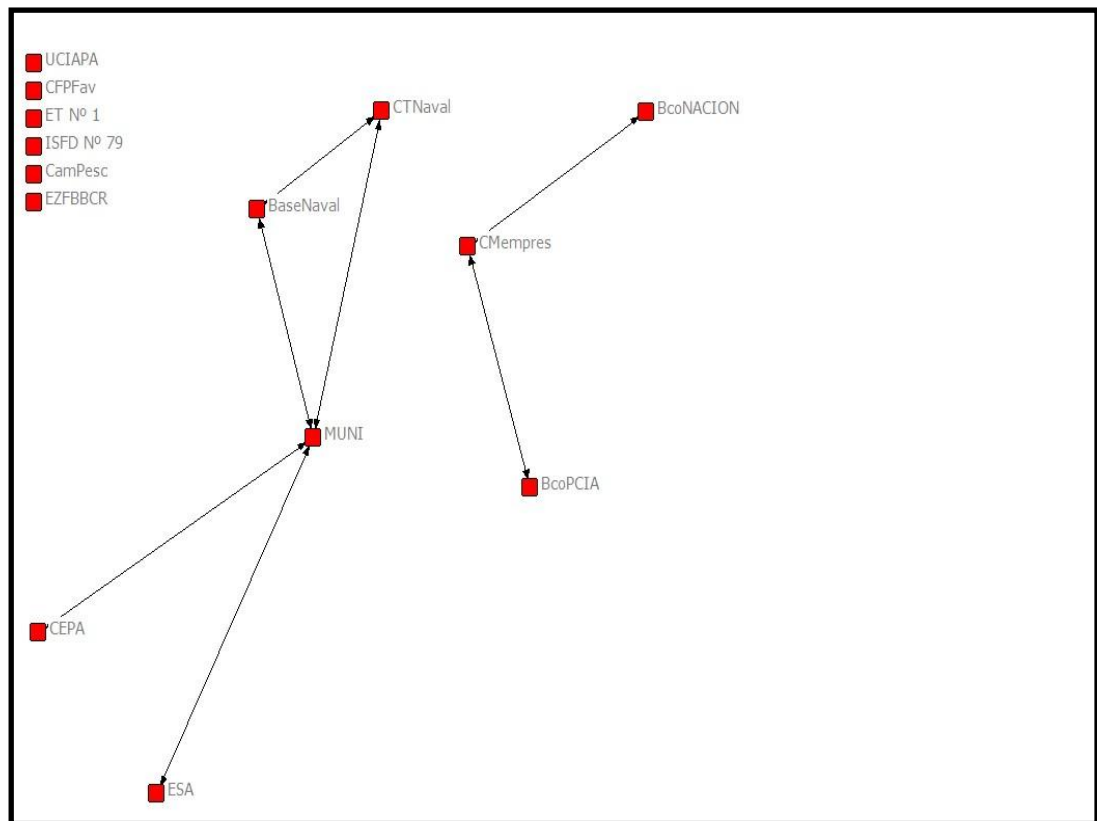 UCIAPA
CFPFav
ET Nº 1
ISFD Nº 79
CamPesc
EZFBBCR
CTNaval
BcoNACION
BaseNaval
CMempres
MUNI
BcoPCIA
CEPA
ESA